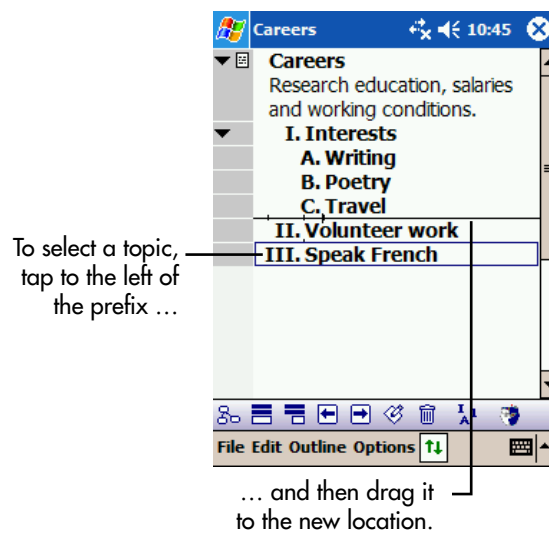 Careers 10:45
Careers
Research education, salaries
and working conditions.
I. Interests
A. Writing
B. Poetry
C. Travel
II. Volunteer work
III. Speak French
To select a topic,
tap to the left of
the prefix …
File Edit Outline Options
… and then drag it
to the new location.